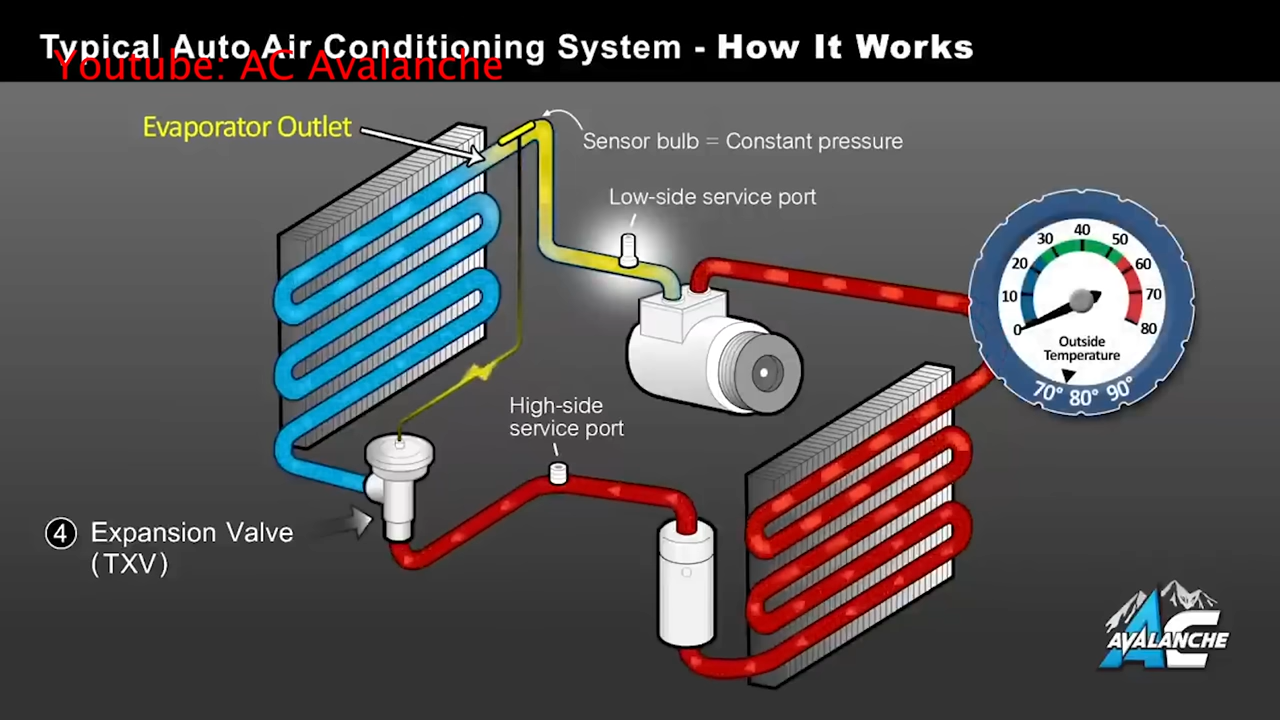 Typical Auto Air Conditioning System - How It Works
Youtube: AC Avalanche
Evaporator Outlet
Sensor bulb = Constant pressure
Low-side service port
10
20
30
40
50
60
70
80
0
Outside
Temperature
70° 80° 90°
High-side
service port
4 Expansion Valve
(TXV)
AC
AVALANCHE